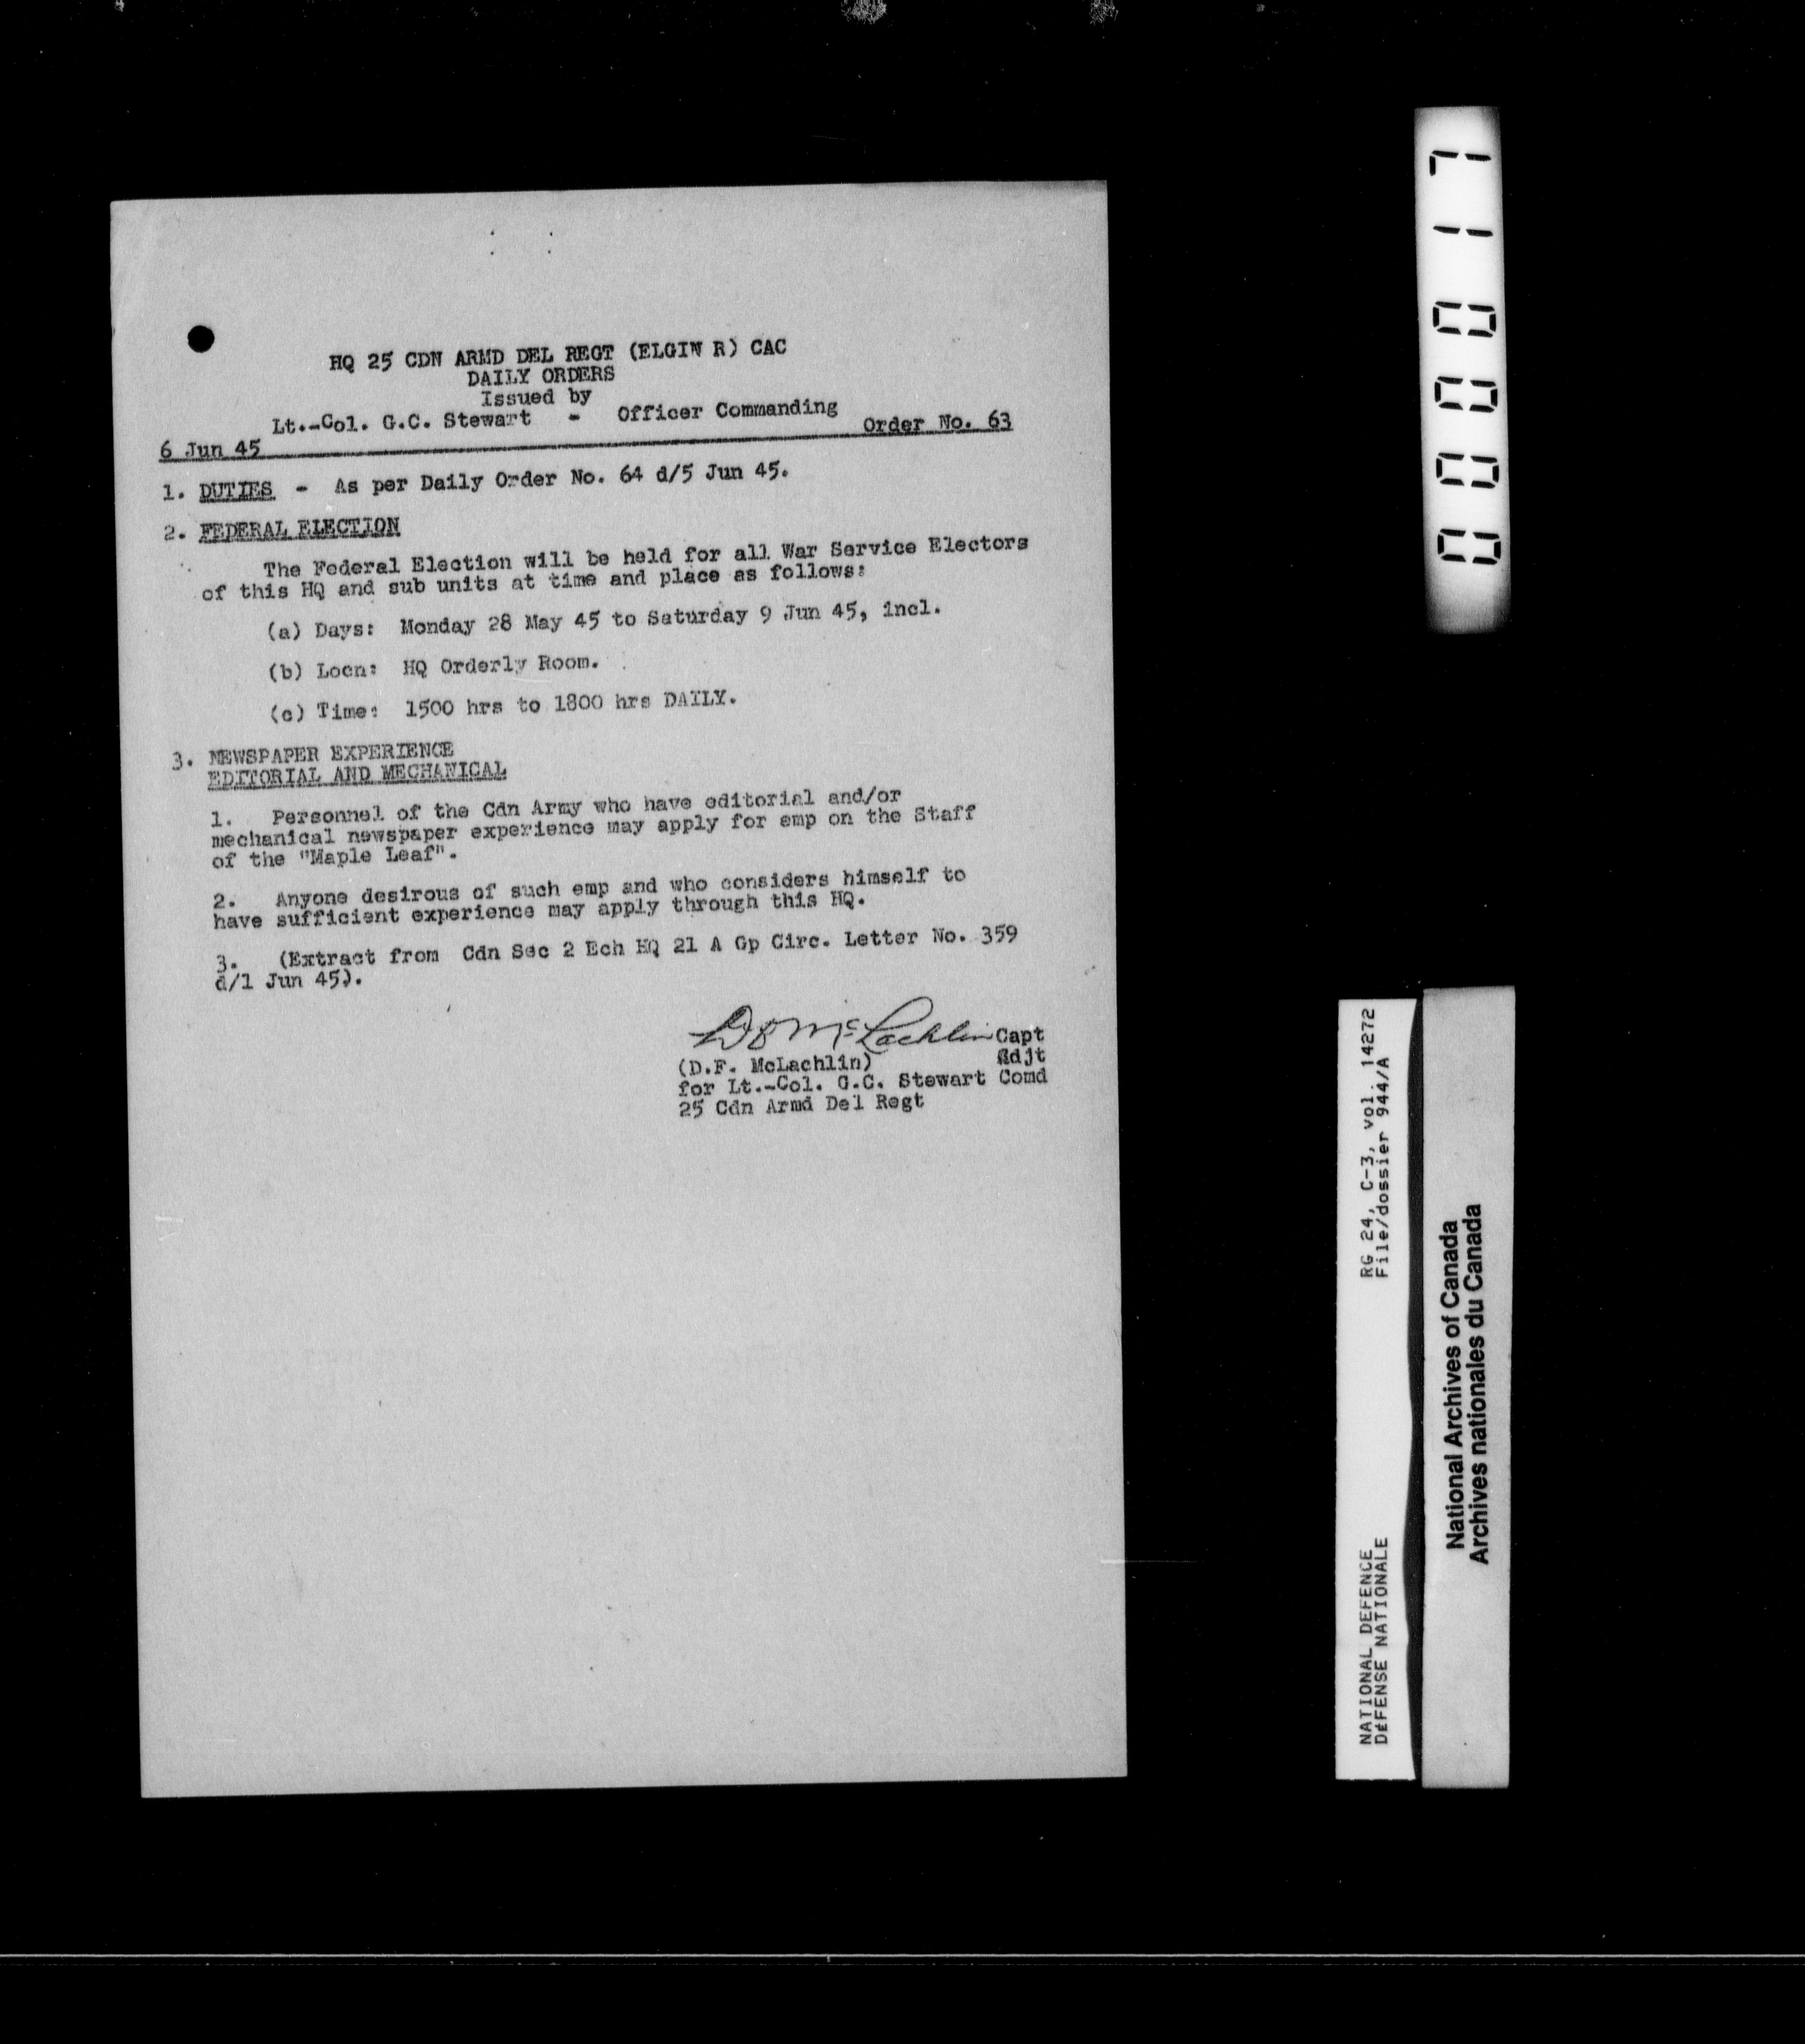 HQ 25 CDN ARMD DEL REGT (ELGIN R) CAC
DAILY ORDERS
Issued by
Lt.-Col. G.C. Stewart - Officer Commanding
6 Jun 45 Order No. 63
1. DUTIES - As per Daily Order No. 64 d/5 Jun 45.
2. FEDERAL ELECTION
The Federal Election will be held for all War Service Electors
of this HQ and sub units at time and place as follows:
(a) Days: Monday 28 May 45 to Saturday 9 Jun 45, incl.
(b) Locn: HQ Orderly Room.
(c) Time: 1500 hrs to 1800 hrs DAILY.
3. NEWSPAPER EXPERIENCE
EDITORIAL AND MECHANICAL
1. Personnel of the Cdn Army who have editorial and/or
mechanical newspaper experience may apply for emp on the Staff
of the "Maple Leaf".
2. Anyone desirous of such emp and who considers himself to
have sufficient experience may apply through this HQ.
3. (Extract from Cdn Sec 2 Ech HQ 21 A Gp Circ. Letter No. 359
d/1 Jun 45).
DF McLachlin Capt
(D.F. McLachlin) Adjt
for Lt.-Col. G.C. Stewart Comd
25 Cdn Armd Del Regt
000017
RG 24, C-3, vol. 14272
File/dossier 944/A
NATIONAL DEFENCE
DÉFENSE NATIONALE
National Archives of Canada
Archives nationales du Canada